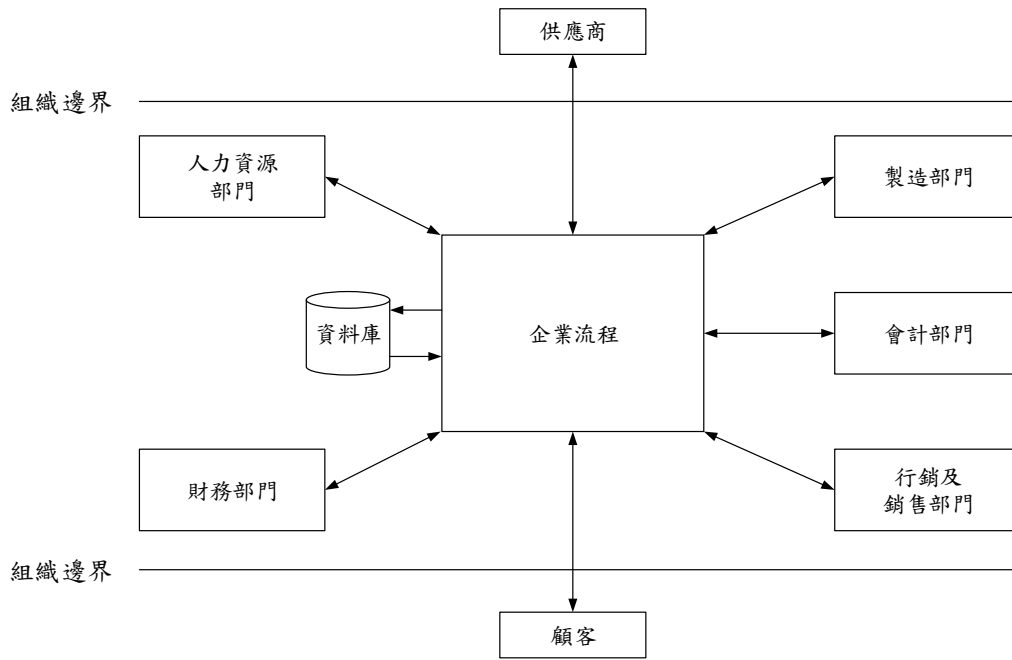 供應商
組織邊界
人力資源
部門
製造部門
資料庫
企業流程
會計部門
財務部門
行銷及
銷售部門
組織邊界
顧客